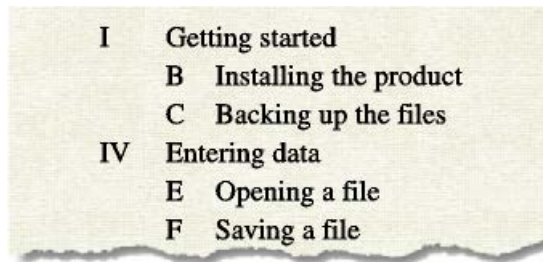 I Getting started
B Installing the product
C Backing up the files
IV Entering data
E Opening a file
F Saving a file